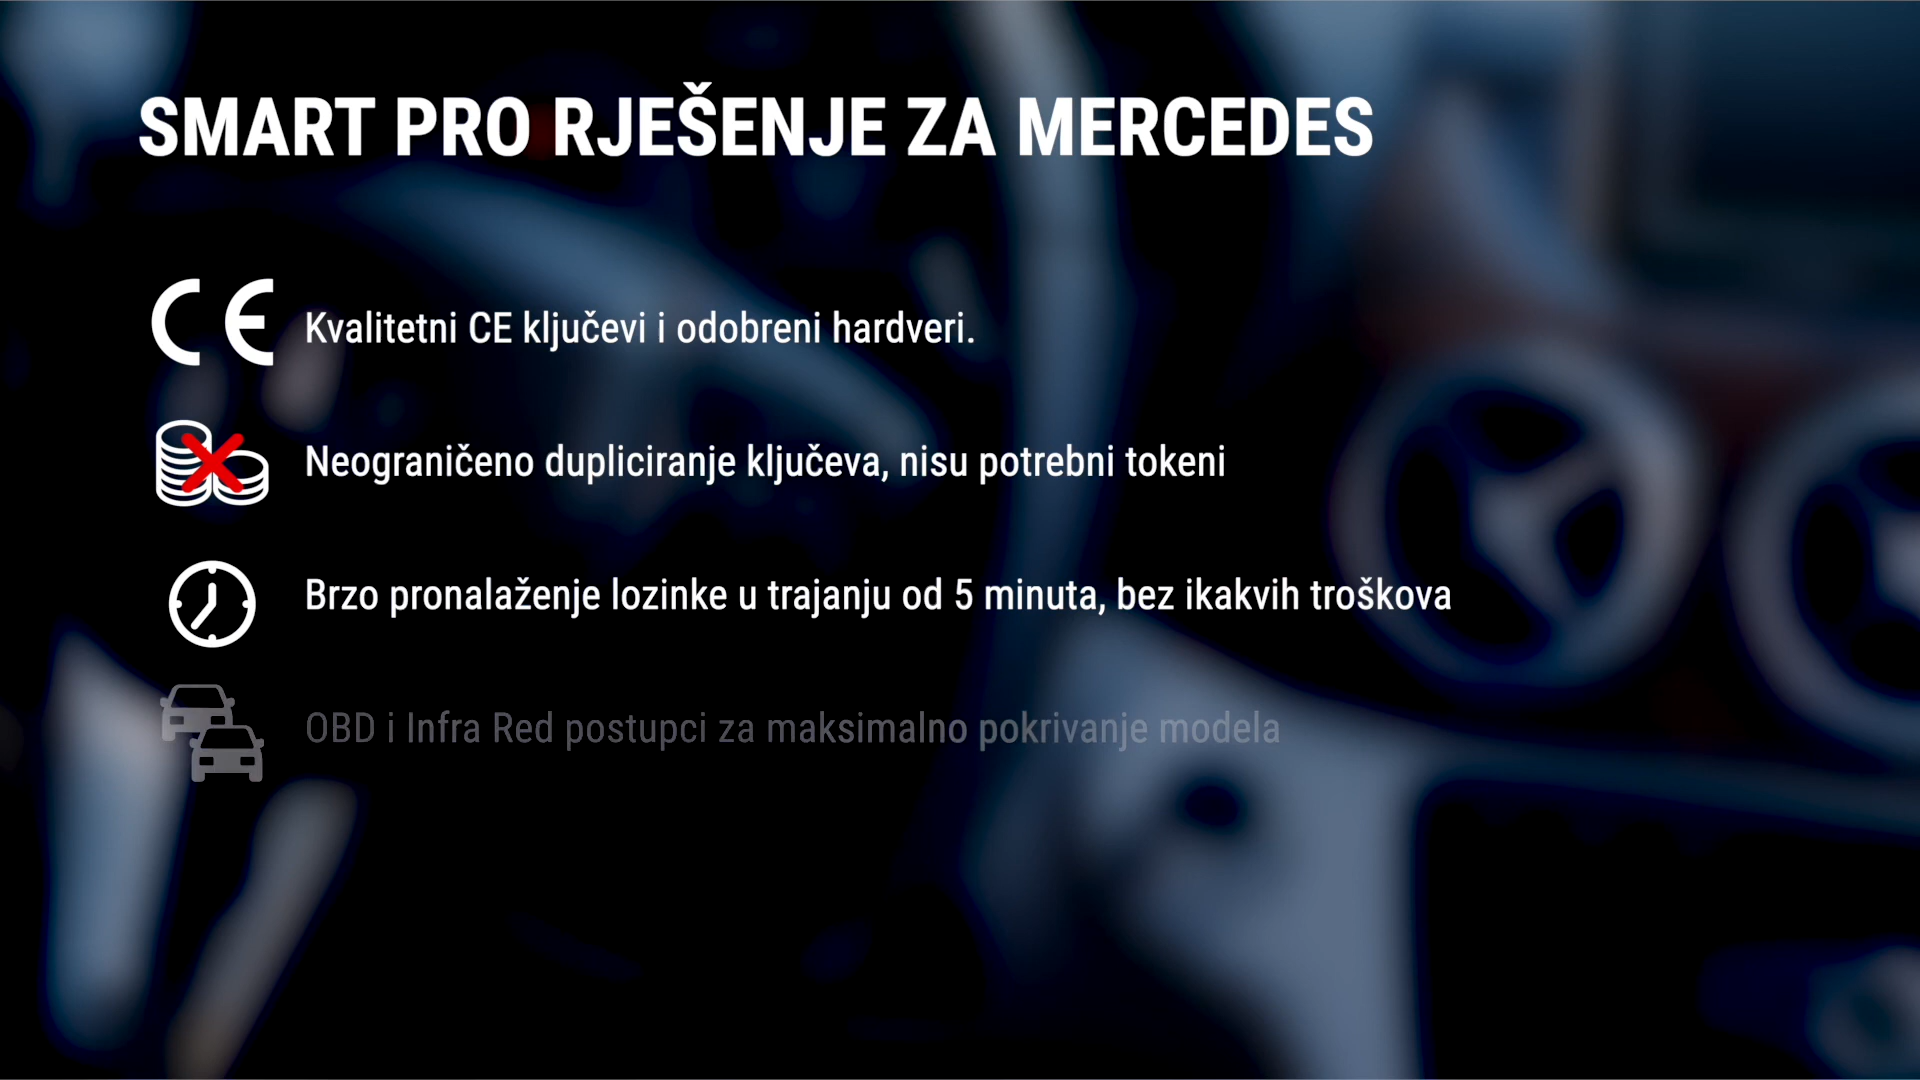 SMART PRO RJEŠENJE ZA MERCEDES
CE Kvalitetni CE ključevi i odobreni hardveri.
Neograničeno dupliciranje ključeva, nisu potrebni tokeni
Brzo pronalaženje lozinke u trajanju od 5 minuta, bez ikakvih troškova
OBD i Infra Red postupci za maksimalno pokrivanje modela